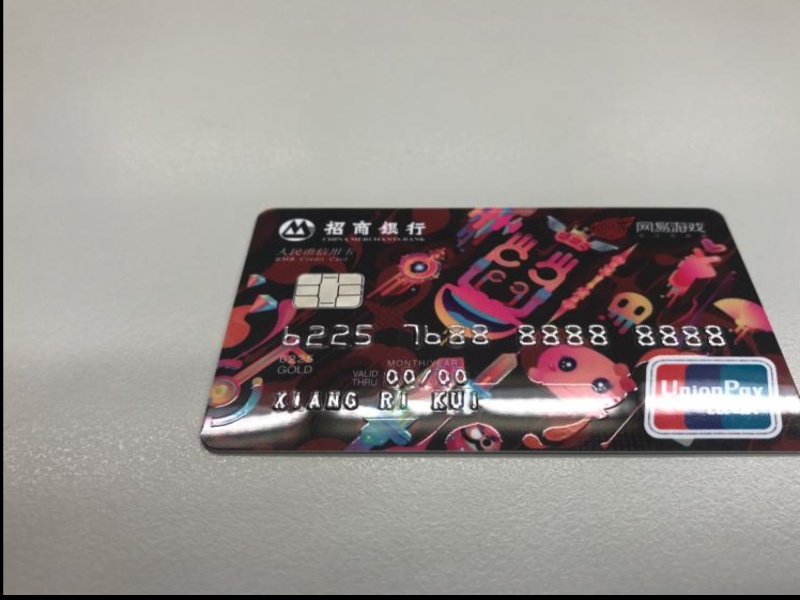 招商银行
CHINA MERCHANTS BANK
网易游戏
人民币信用卡
RMB Credit Card
6225 7688 8888 8888
6225
GOLD
MONTH/YEAR
VALID THRU 00/00
XIANG RI KUI
UnionPay